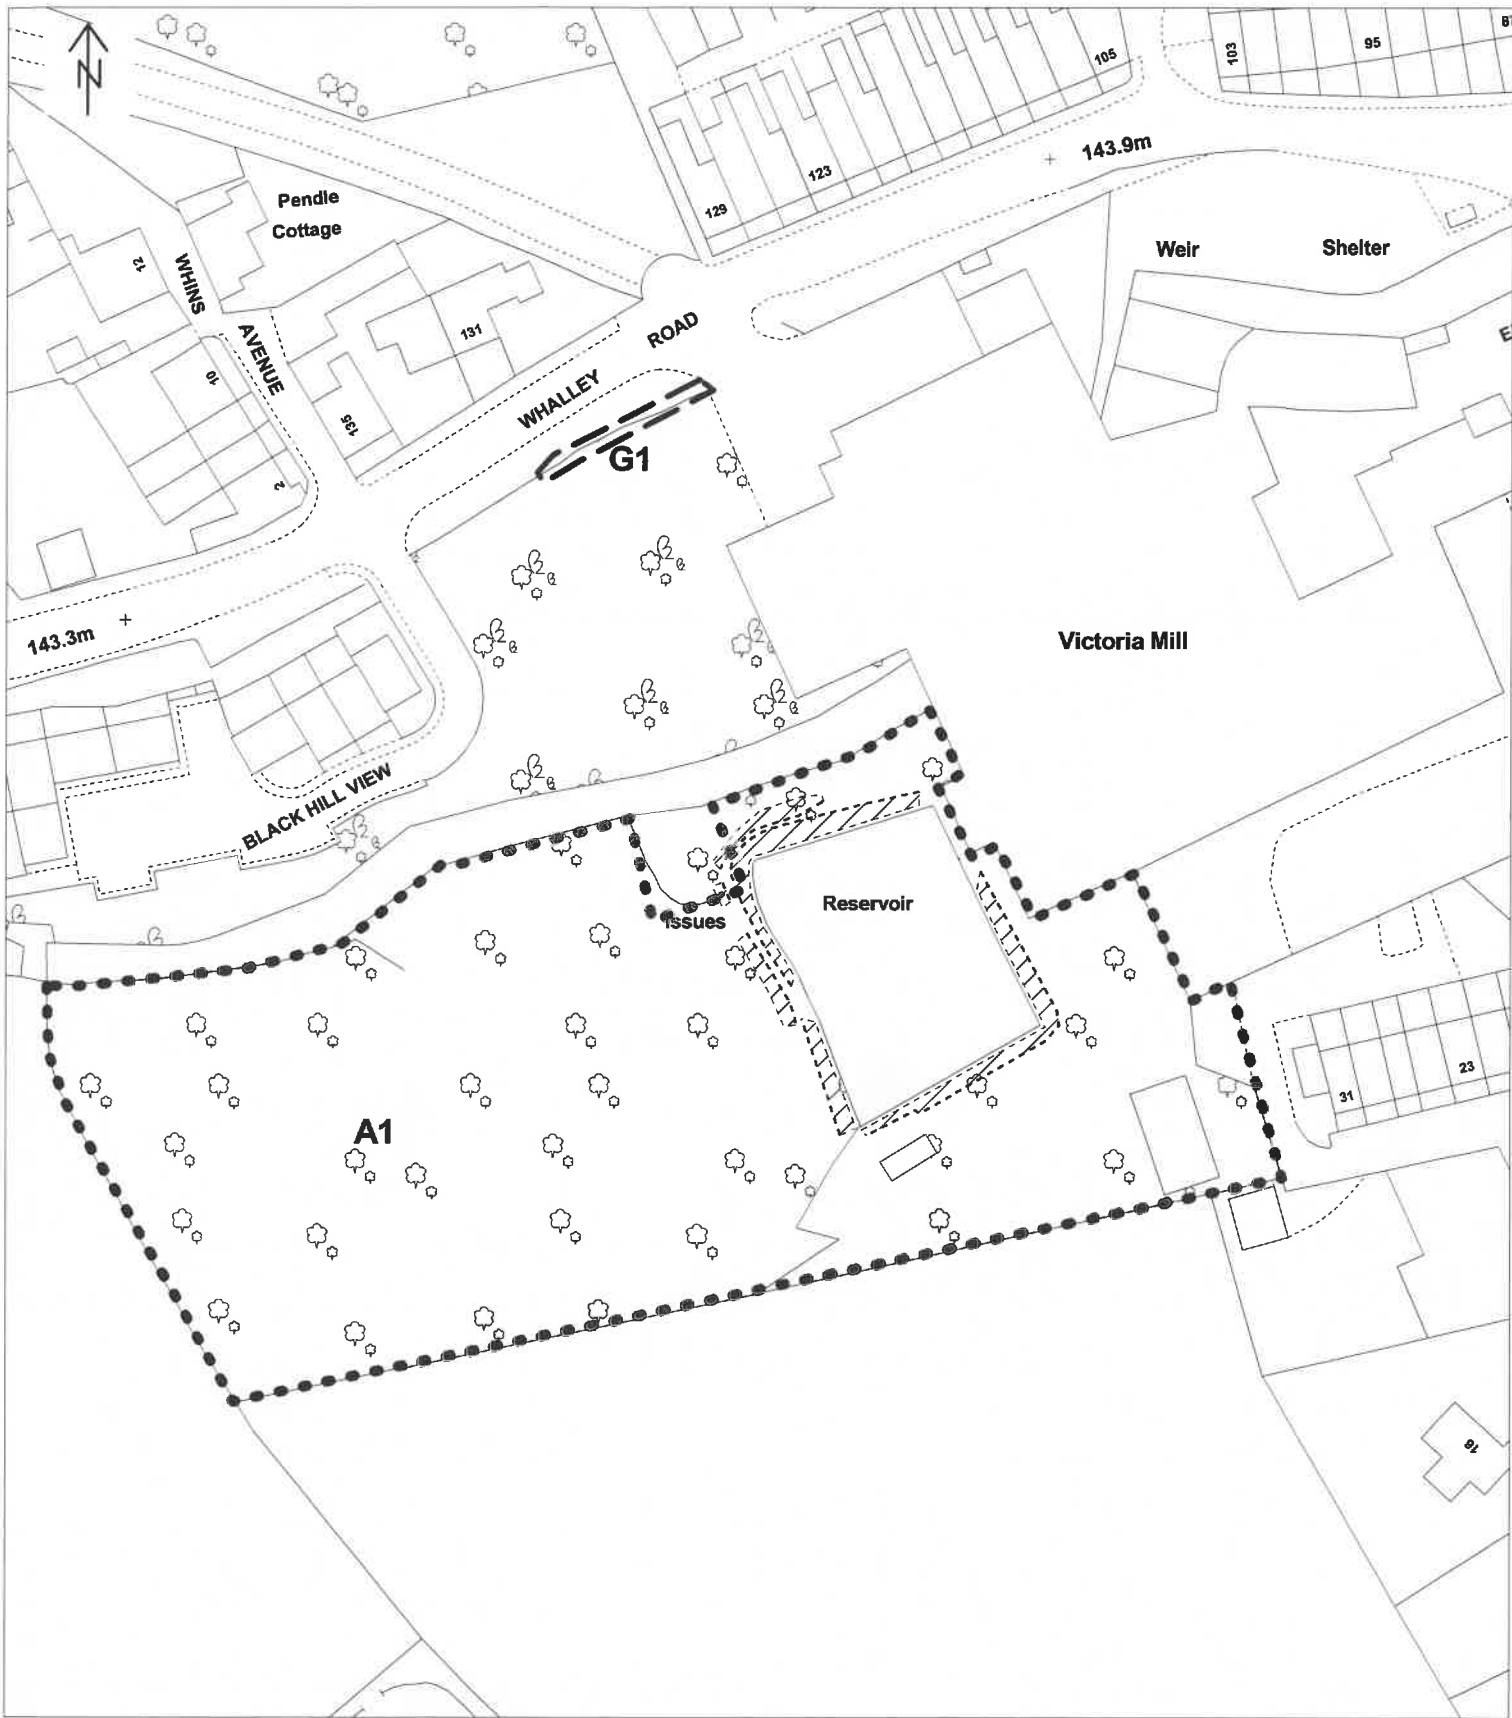 N
103
95
105
143.9m
123
129
Pendle
Cottage
12
WHINS
AVENUE
131
135
10
2
WHALLEY
ROAD
Weir
Shelter
G1
143.3m
Victoria Mill
BLACK HILL VIEW
Reservoir
Issues
A1
31
23
16